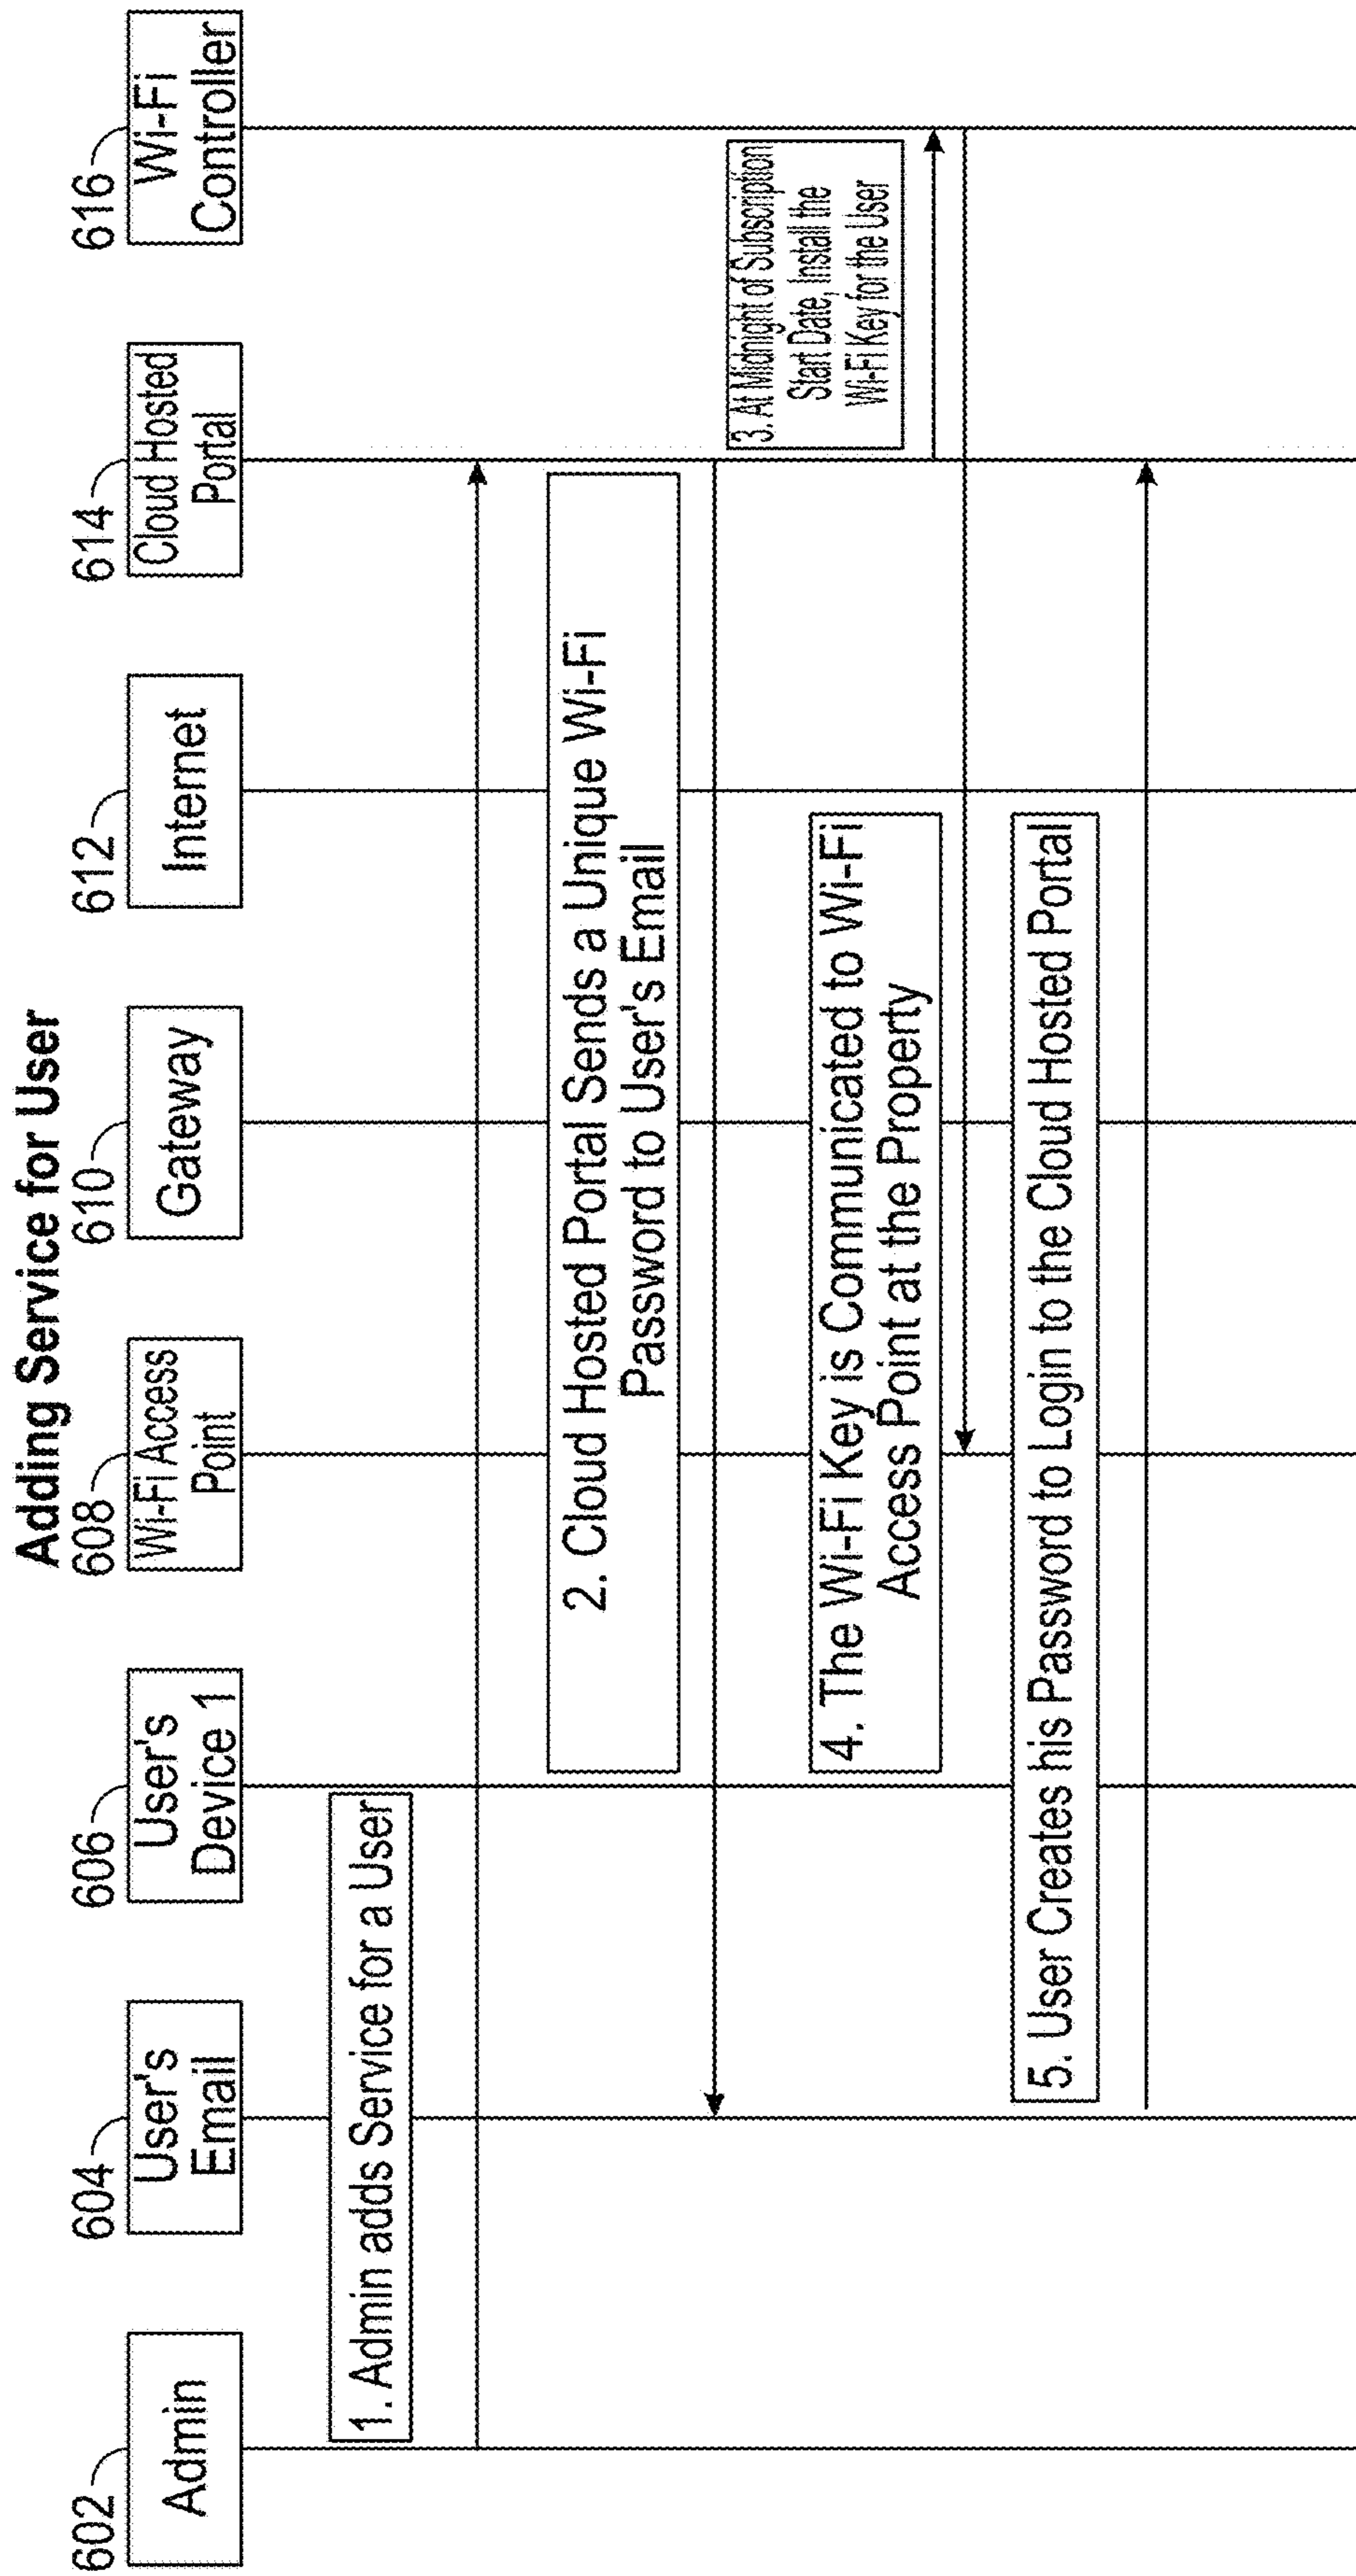 Adding Service for User
602
604
606
608
610
612
614
616
Admin
User's
Email
User's
Device 1
Wi-Fi Access
Point
Gateway
Internet
Cloud Hosted
Portal
Wi-Fi
Controller
1. Admin adds Service for a User
2. Cloud Hosted Portal Sends a Unique Wi-Fi
Password to User's Email
3. At Midnight of Subscription
Start Date, Install the
Wi-Fi Key for the User
4. The Wi-Fi Key is Communicated to Wi-Fi
Access Point at the Property
5. User Creates his Password to Login to the Cloud Hosted Portal